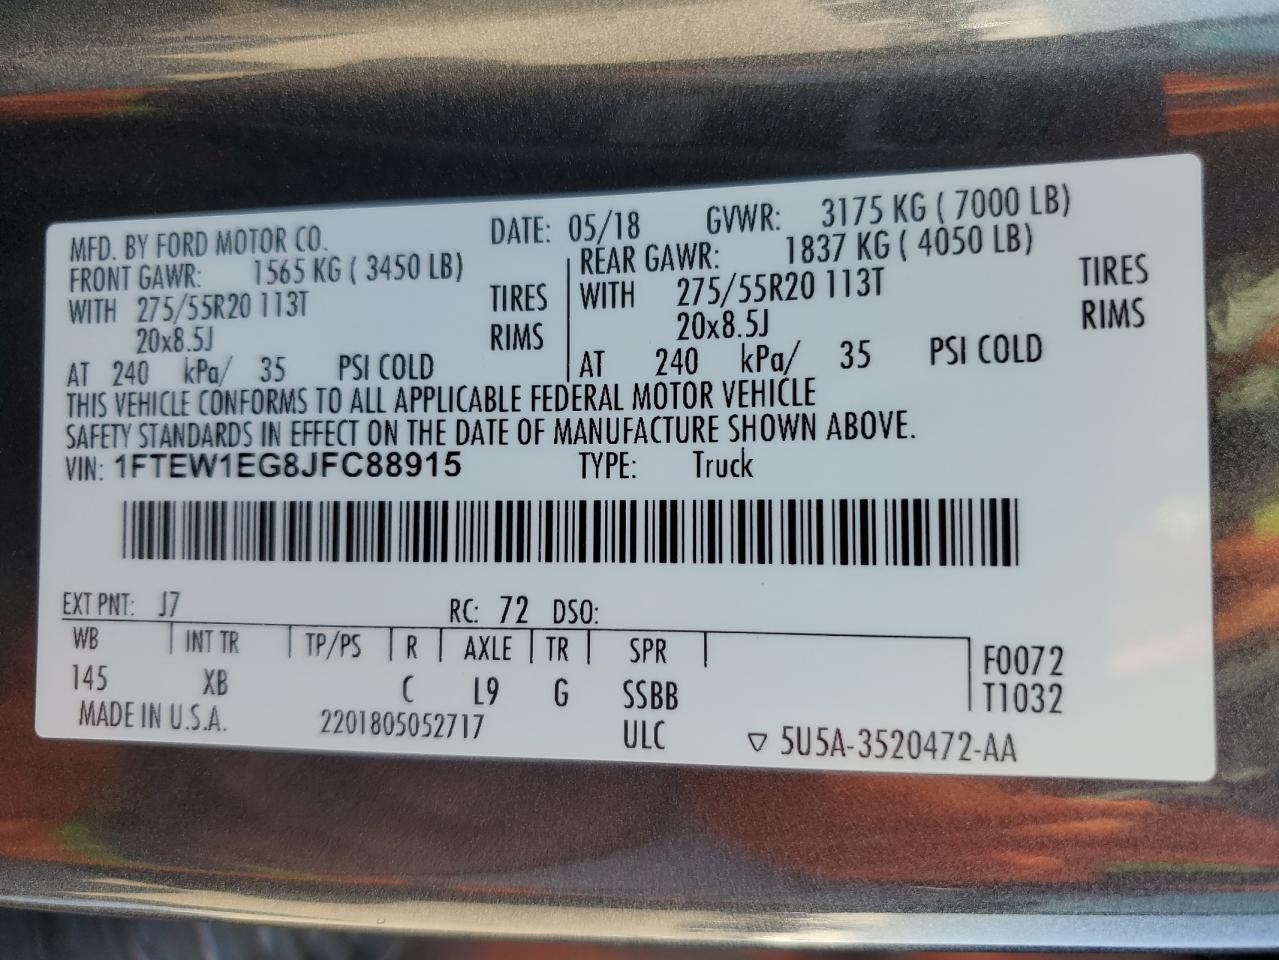 MFD. BY FORD MOTOR CO. DATE: 05/18 GVWR: 3175 KG ( 7000 LB)
FRONT GAWR: 1565 KG ( 3450 LB) REAR GAWR: 1837 KG ( 4050 LB)
WITH 275/55R20 113T TIRES WITH 275/55R20 113T TIRES
20x8.5J RIMS 20x8.5J RIMS
AT 240 kPa/ 35 PSI COLD AT 240 kPa/ 35 PSI COLD
THIS VEHICLE CONFORMS TO ALL APPLICABLE FEDERAL MOTOR VEHICLE
SAFETY STANDARDS IN EFFECT ON THE DATE OF MANUFACTURE SHOWN ABOVE.
VIN: 1FTEW1EG8JFC88915 TYPE: Truck
EXT PNT: J7 RC: 72 DSO:
WB INT TR TP/PS R AXLE TR SPR F0072
145 XB C L9 G SSBB T1032
MADE IN U.S.A. 2201805052717 ULC ▽ 5U5A-3520472-AA